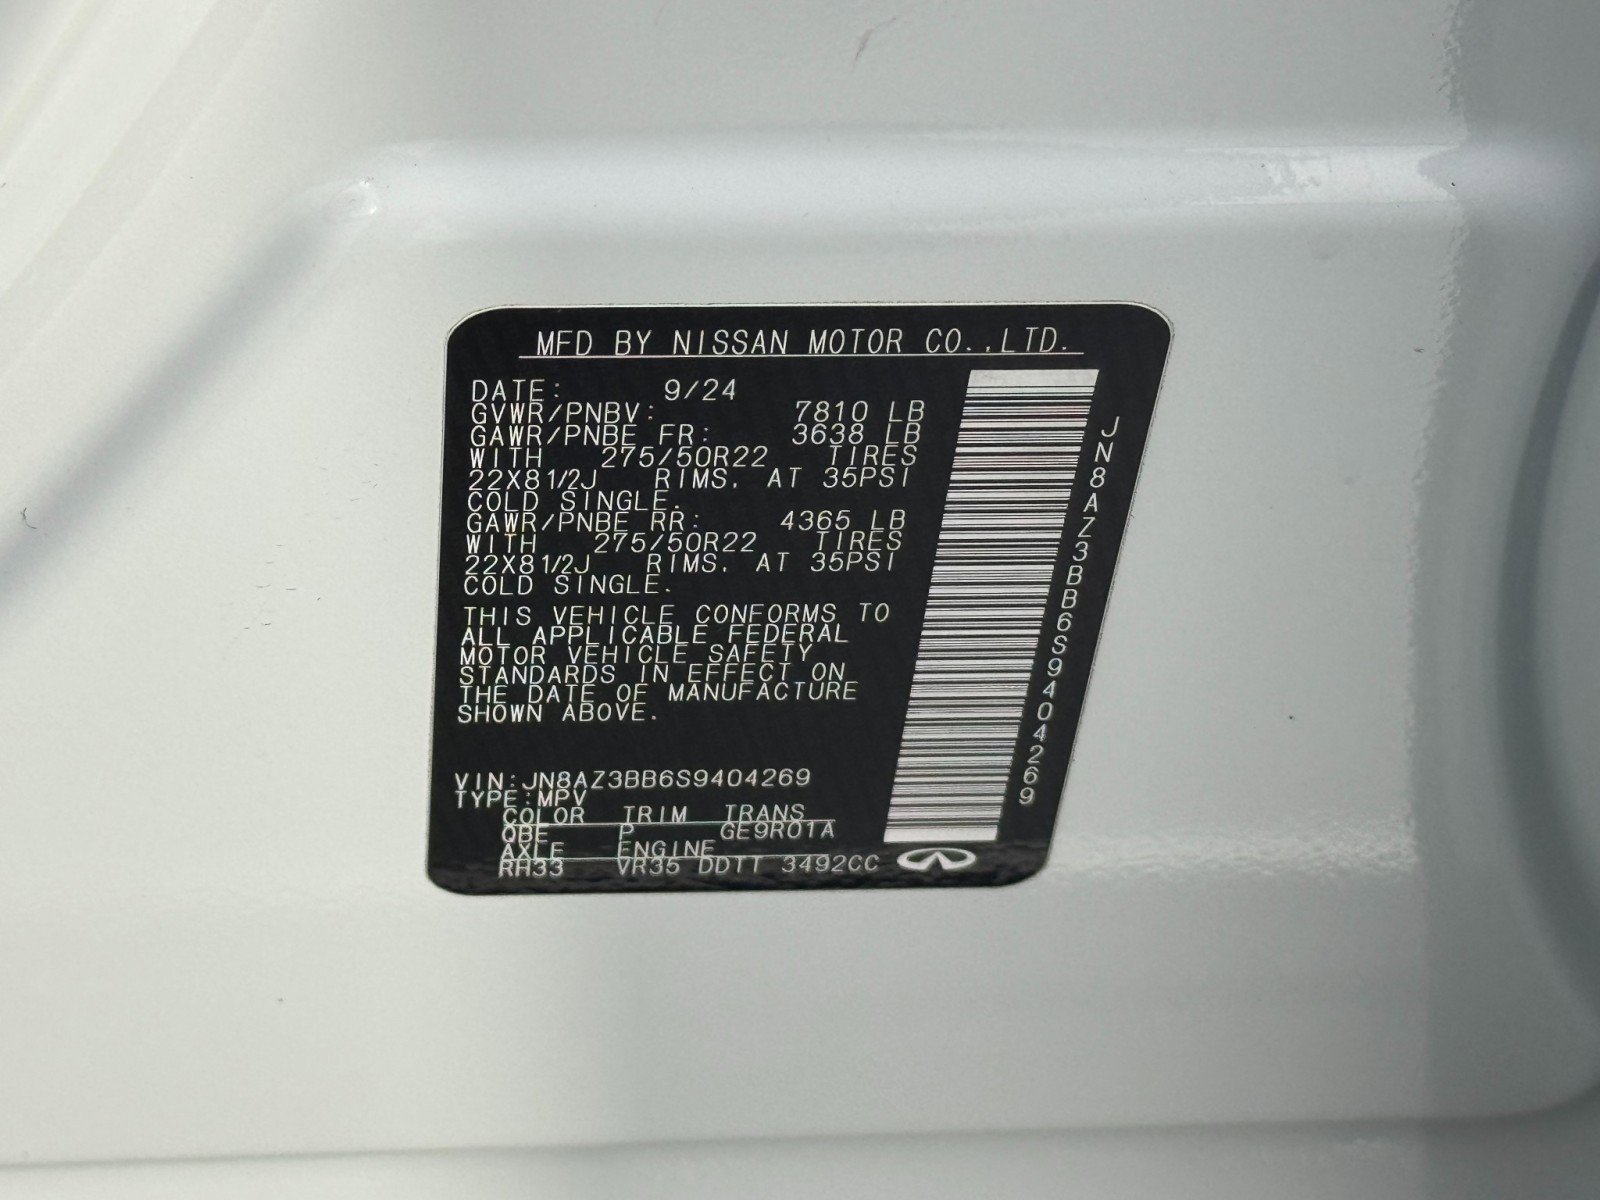 MFD BY NISSAN MOTOR CO.,LTD.
DATE: 9/24
GVWR/PNBV: 7810 LB
GAWR/PNBE FR: 3638 LB
WITH 275/50R22 TIRES
22X81/2J RIMS, AT 35PSI
COLD SINGLE.
GAWR/PNBE RR: 4365 LB
WITH 275/50R22 TIRES
22X81/2J RIMS, AT 35PSI
COLD SINGLE.
THIS VEHICLE CONFORMS TO
ALL APPLICABLE FEDERAL
MOTOR VEHICLE SAFETY
STANDARDS IN EFFECT ON
THE DATE OF MANUFACTURE
SHOWN ABOVE.
VIN:JN8AZ3BB6S9404269
TYPE:MPV
COLOR TRIM TRANS
QBE P GE9R01A
AXLE ENGINE
RH33 VR35 DDTT 3492CC
JN8AZ3BB6S9404269